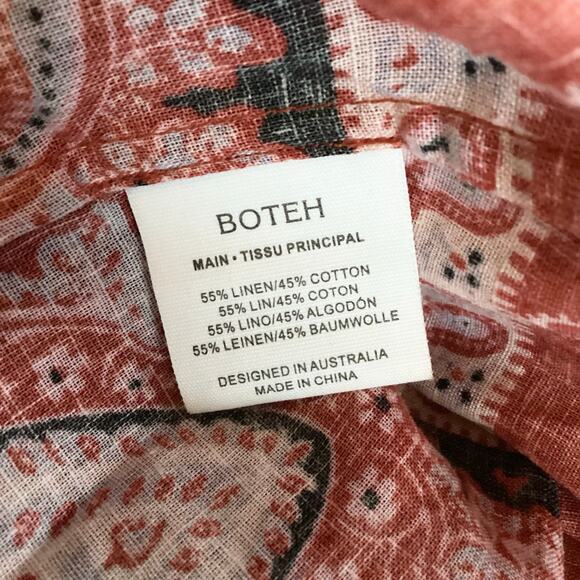 BOTEH
MAIN • TISSU PRINCIPAL
55% LINEN/45% COTTON
55% LIN/45% COTON
55% LINO/45% ALGODÓN
55% LEINEN/45% BAUMWOLLE
DESIGNED IN AUSTRALIA
MADE IN CHINA